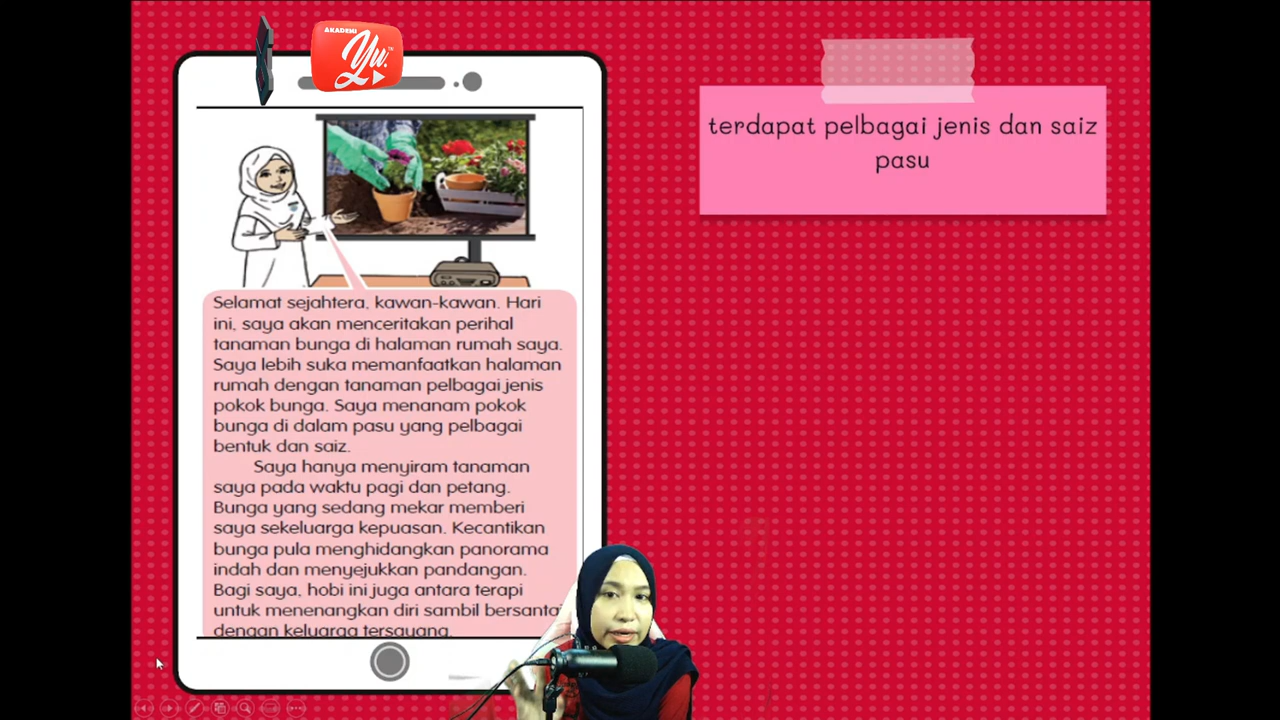 AKADEMI
Yu.
terdapat pelbagai jenis dan saiz
pasu
Selamat sejahtera, kawan-kawan. Hari
ini, saya akan menceritakan perihal
tanaman bunga di halaman rumah saya.
Saya lebih suka memanfaatkan halaman
rumah dengan tanaman pelbagai jenis
pokok bunga. Saya menanam pokok
bunga di dalam pasu yang pelbagai
bentuk dan saiz.
Saya hanya menyiram tanaman
saya pada waktu pagi dan petang.
Bunga yang sedang mekar memberi
saya sekeluarga kepuasan. Kecantikan
bunga pula menghidangkan panorama
indah dan menyejukkan pandangan.
Bagi saya, hobi ini juga antara terapi
untuk menenangkan diri sambil bersantai
dengan keluarga tersayang.